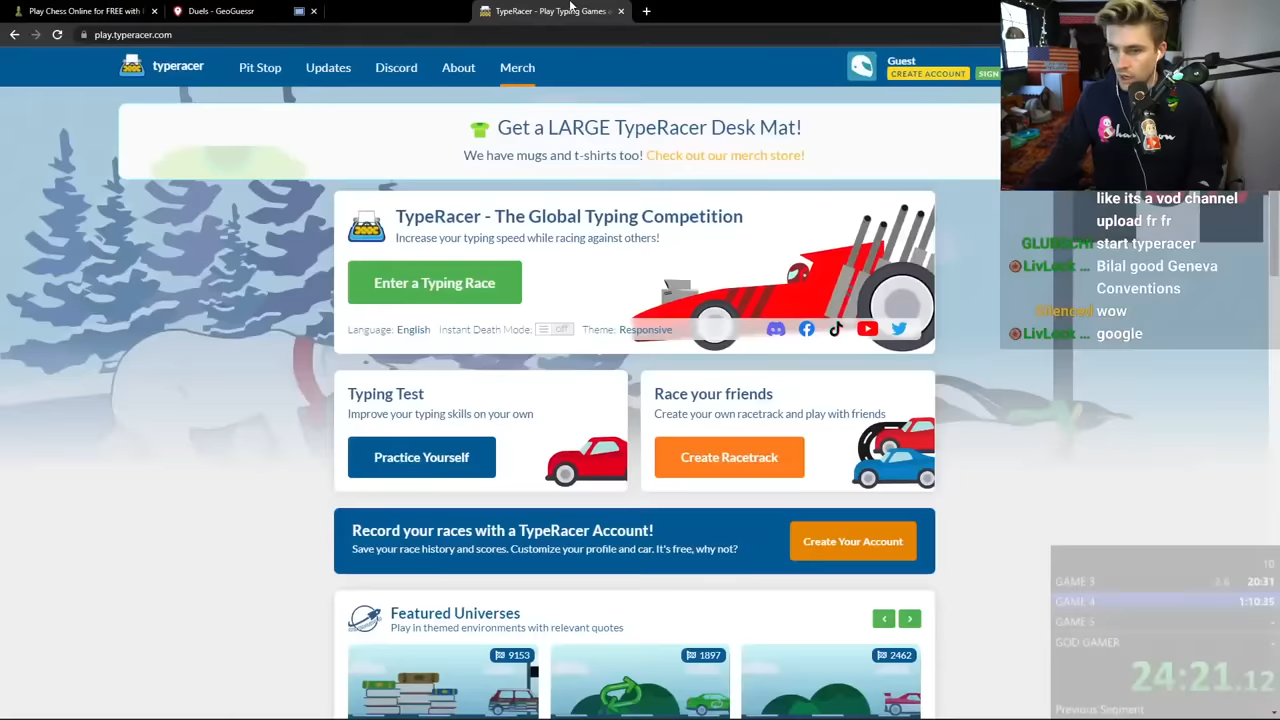 Play Chess Online for FREE with
Duels - GeoGuessr
TypeRacer - Play Typing Games
play.typeracer.com
typeracer
Pit Stop
Updates
Discord
About
Merch
Guest
CREATE ACCOUNT
SIGN
Get a LARGE TypeRacer Desk Mat!
We have mugs and t-shirts too! Check out our merch store!
TypeRacer - The Global Typing Competition
Increase your typing speed while racing against others!
Enter a Typing Race
Language: English Instant Death Mode: off Theme: Responsive
Typing Test
Improve your typing skills on your own
Practice Yourself
Race your friends
Create your own racetrack and play with friends
Create Racetrack
Record your races with a TypeRacer Account!
Save your race history and scores. Customize your profile and car. It's free, why not?
Create Your Account
Featured Universes
Play in themed environments with relevant quotes
9153
1897
2462
like its a vod channel
upload fr fr
start typeracer
LivLock ... Bilal good Geneva
Conventions
Silenced wow
LivLock ... google
10
GAME 3 20:31
GAME 4 1:10.35
GAME 5 -
GOD GAMER -
24:21.12
Previous Segment -